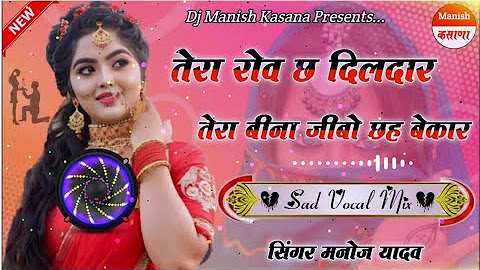 Dj Manish Kasana Presents...
NEW
Manish
कसाणा
तेरा रोव छ दिलदार
तेरा बीना जीबो छह बेकार
Sad Vocal Mix
सिंगर मनोज यादव